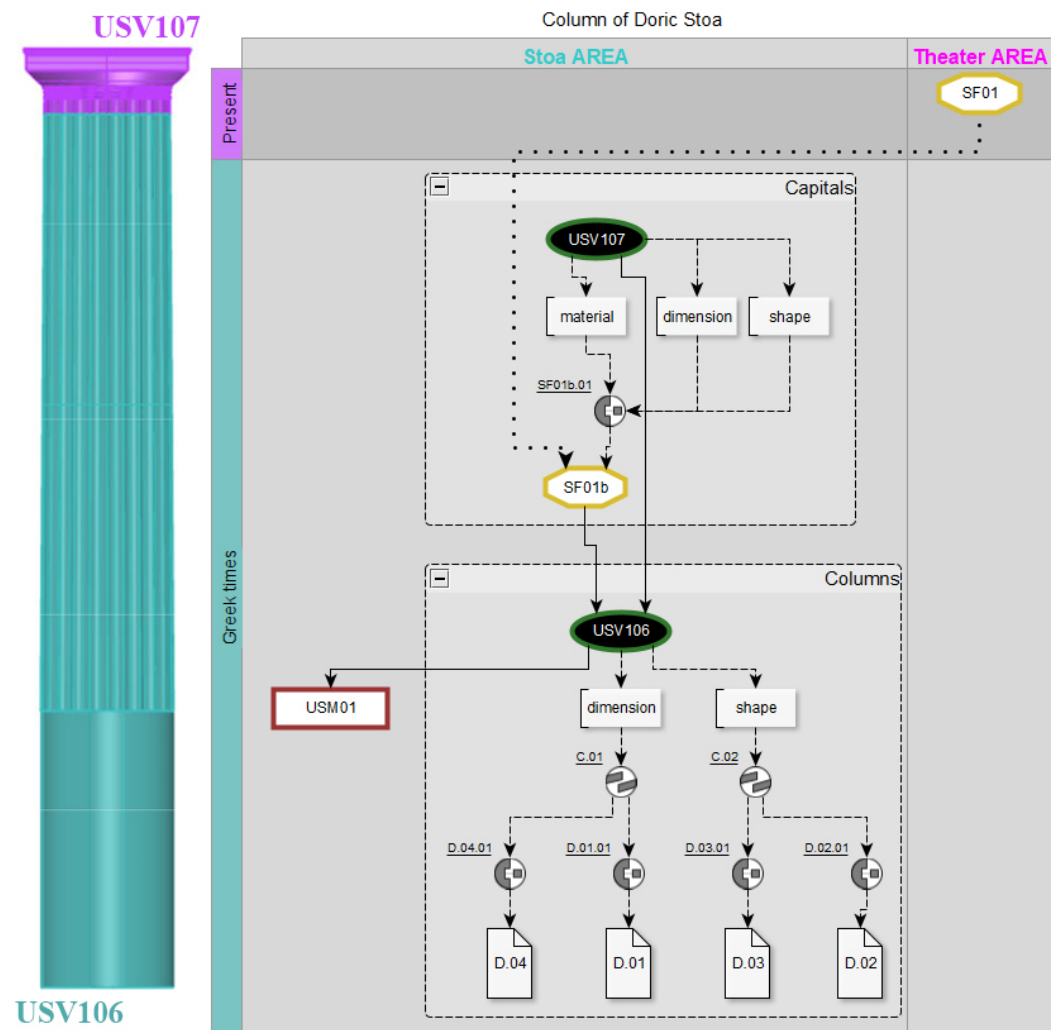 USV107
Column of Doric Stoa
Stoa AREA
Theater AREA
Present
SF01
Capitals
USV107
material
dimension
shape
SF01b.01
SF01b
Greek times
Columns
USV106
USM01
dimension
shape
C.01
C.02
D.04.01
D.01.01
D.03.01
D.02.01
D.04
D.01
D.03
D.02
USV106